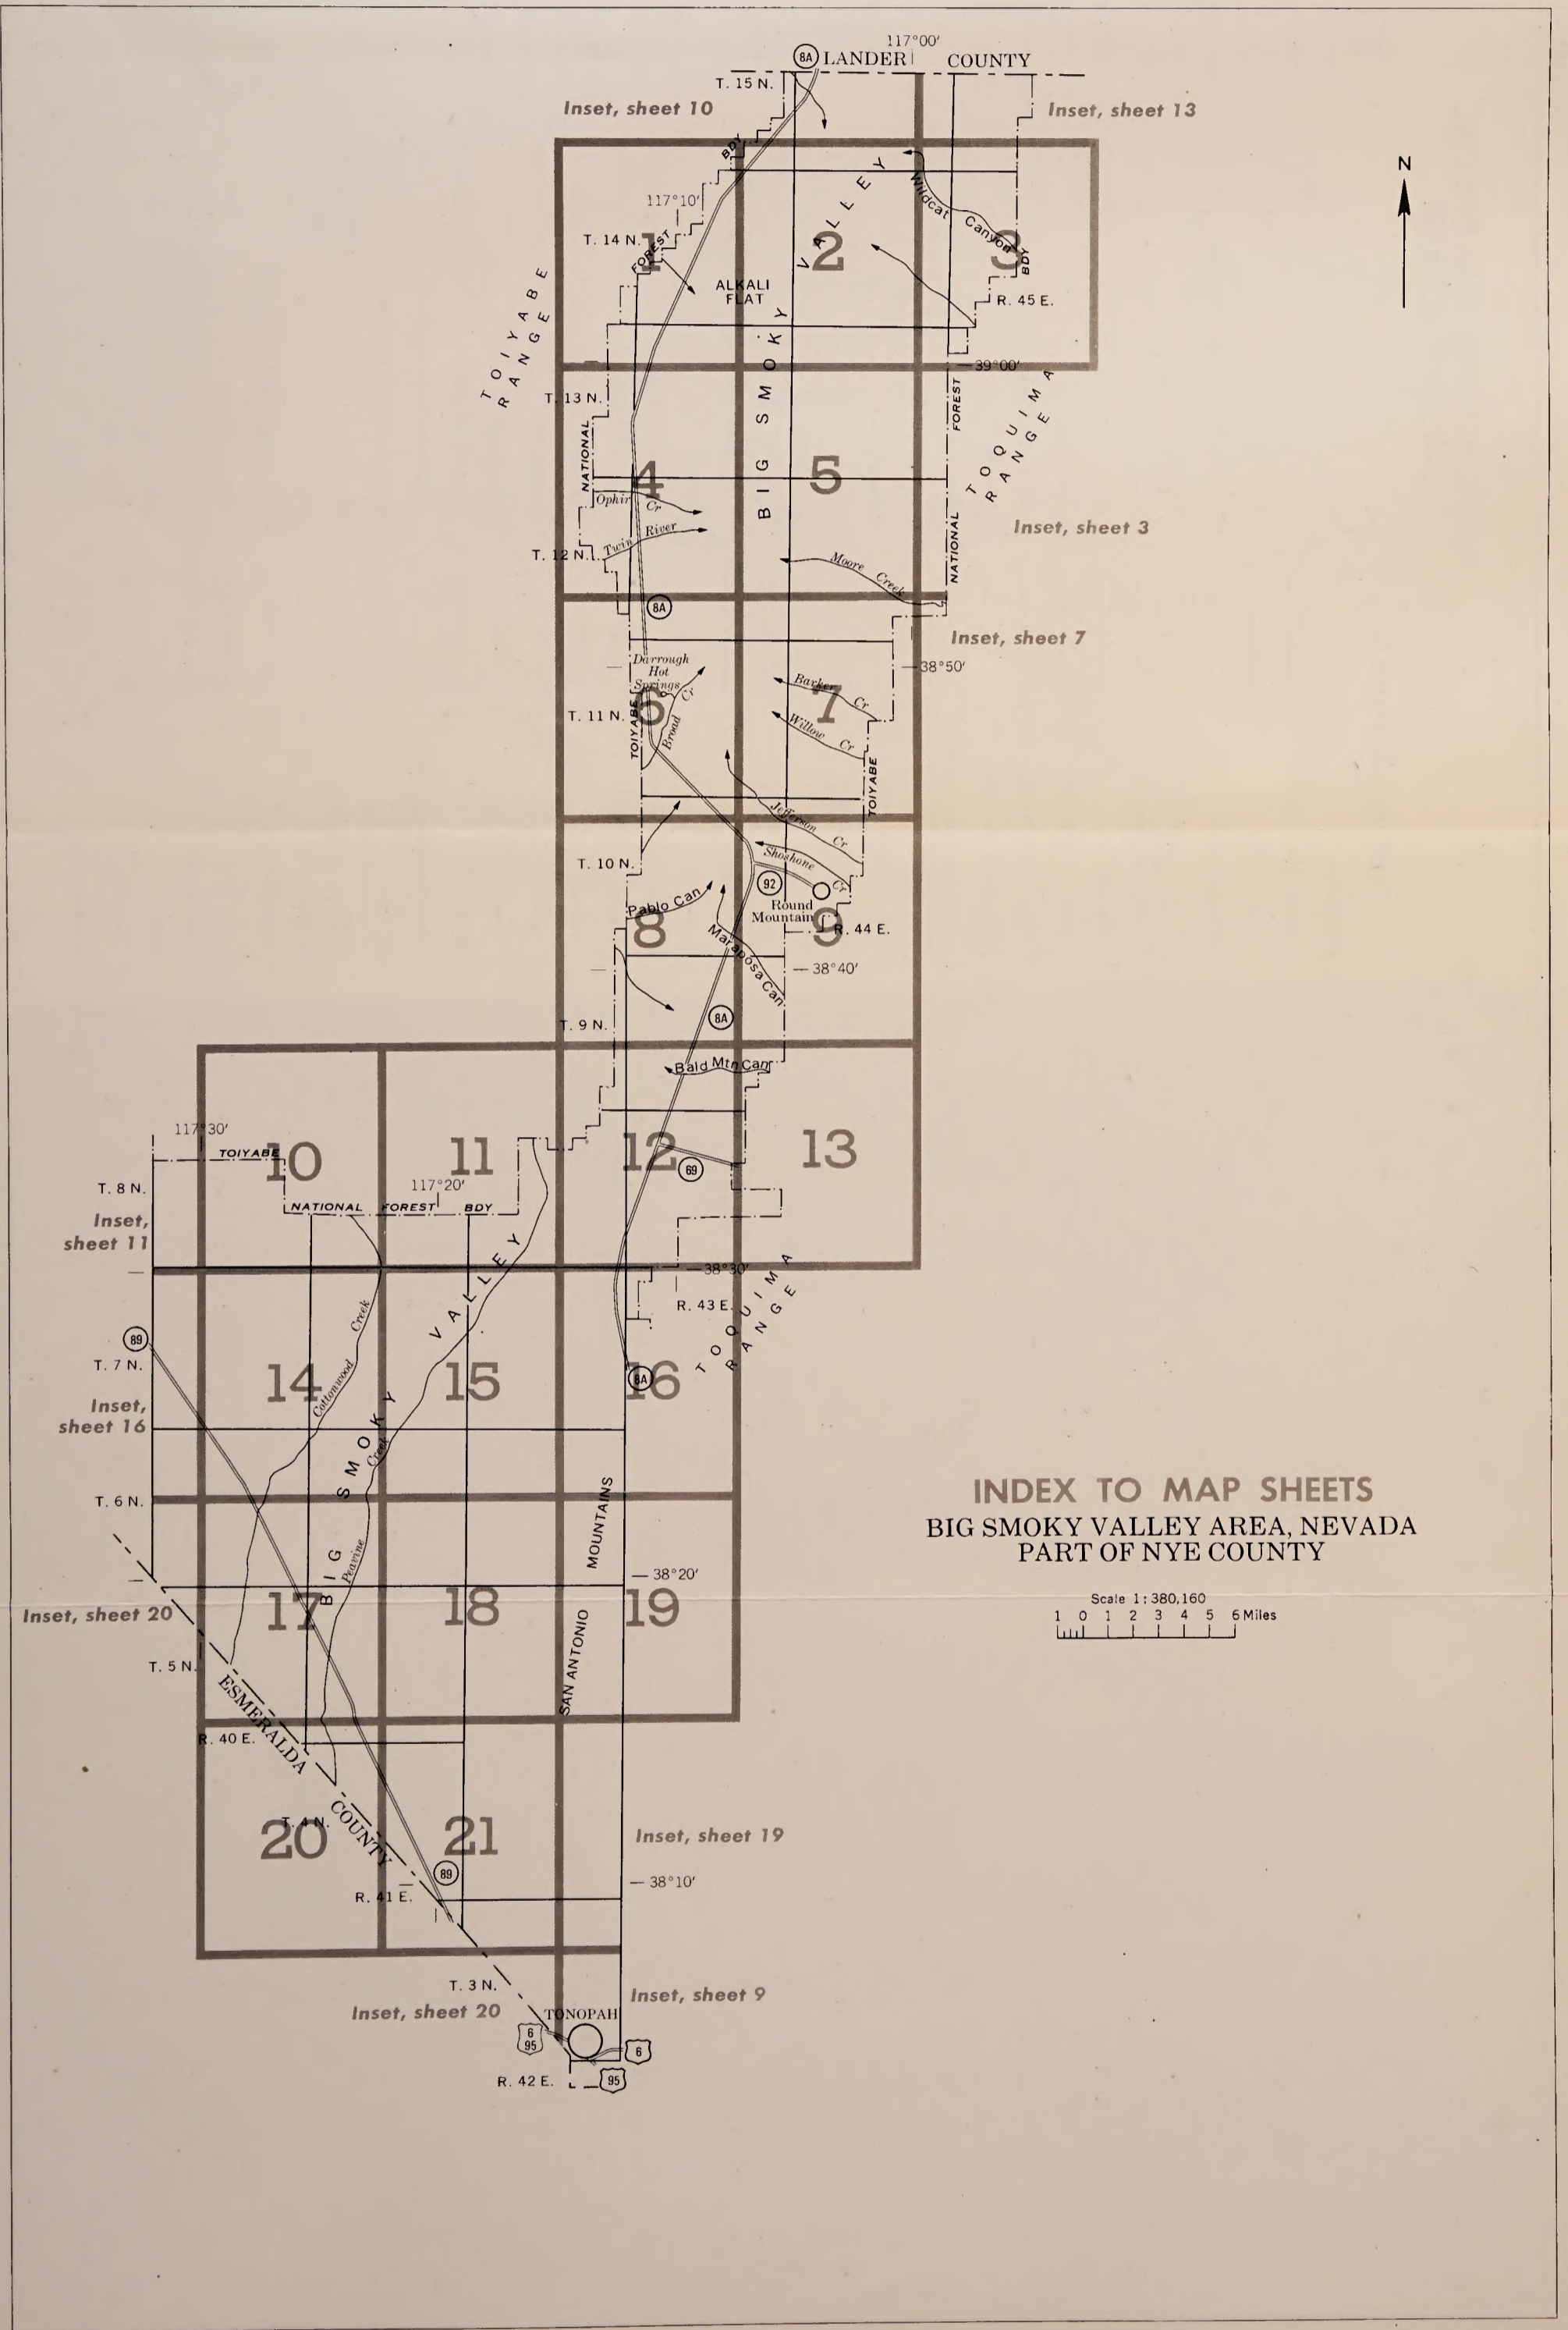 117°00'
8A LANDER COUNTY
T. 15 N.
Inset, sheet 10
Inset, sheet 13
BDY
VALLEY
Wildcat Canyon
N
117°10'
T. 14 N.
FOREST
1
2
3
BDY
TOIYABE
RANGE
ALKALI
FLAT
R. 45 E.
BIG SMOKY
39°00'
T. 13 N.
FOREST
TOQUIMA
RANGE
NATIONAL
4
5
Ophir Cr
Twin River
Inset, sheet 3
T. 12 N.
Moore Creek
NATIONAL
8A
Inset, sheet 7
Darrough
Hot
Springs
38°50'
6
7
Barker Cr
T. 11 N.
TOIYABE
Broad Cr
Willow Cr
TOIYABE
Jefferson Cr
T. 10 N.
Shoshone Cr
92
Pablo Can
Round
Mountain
8
9
R. 44 E.
Mariposa Can
38°40'
8A
T. 9 N.
Bald Mtn Can
117°30'
TOIYABE
10
11
12
13
69
T. 8 N.
117°20'
NATIONAL FOREST BDY
Inset,
sheet 11
VALLEY
38°30'
R. 43 E.
TOQUIMA
RANGE
Cottonwood Creek
89
T. 7 N.
14
15
16
8A
Inset,
sheet 16
SMOKY
Creek
T. 6 N.
MOUNTAINS
INDEX TO MAP SHEETS
BIG SMOKY VALLEY AREA, NEVADA
PART OF NYE COUNTY
Scale 1:380,160
1 0 1 2 3 4 5 6 Miles
BIG
Peavine
38°20'
Inset, sheet 20
17
18
19
SAN ANTONIO
T. 5 N.
ESMERALDA
R. 40 E.
T. 4 N.
COUNTY
20
21
Inset, sheet 19
89
38°10'
R. 41 E.
T. 3 N.
Inset, sheet 9
Inset, sheet 20
TONOPAH
6
95
6
R. 42 E.
95